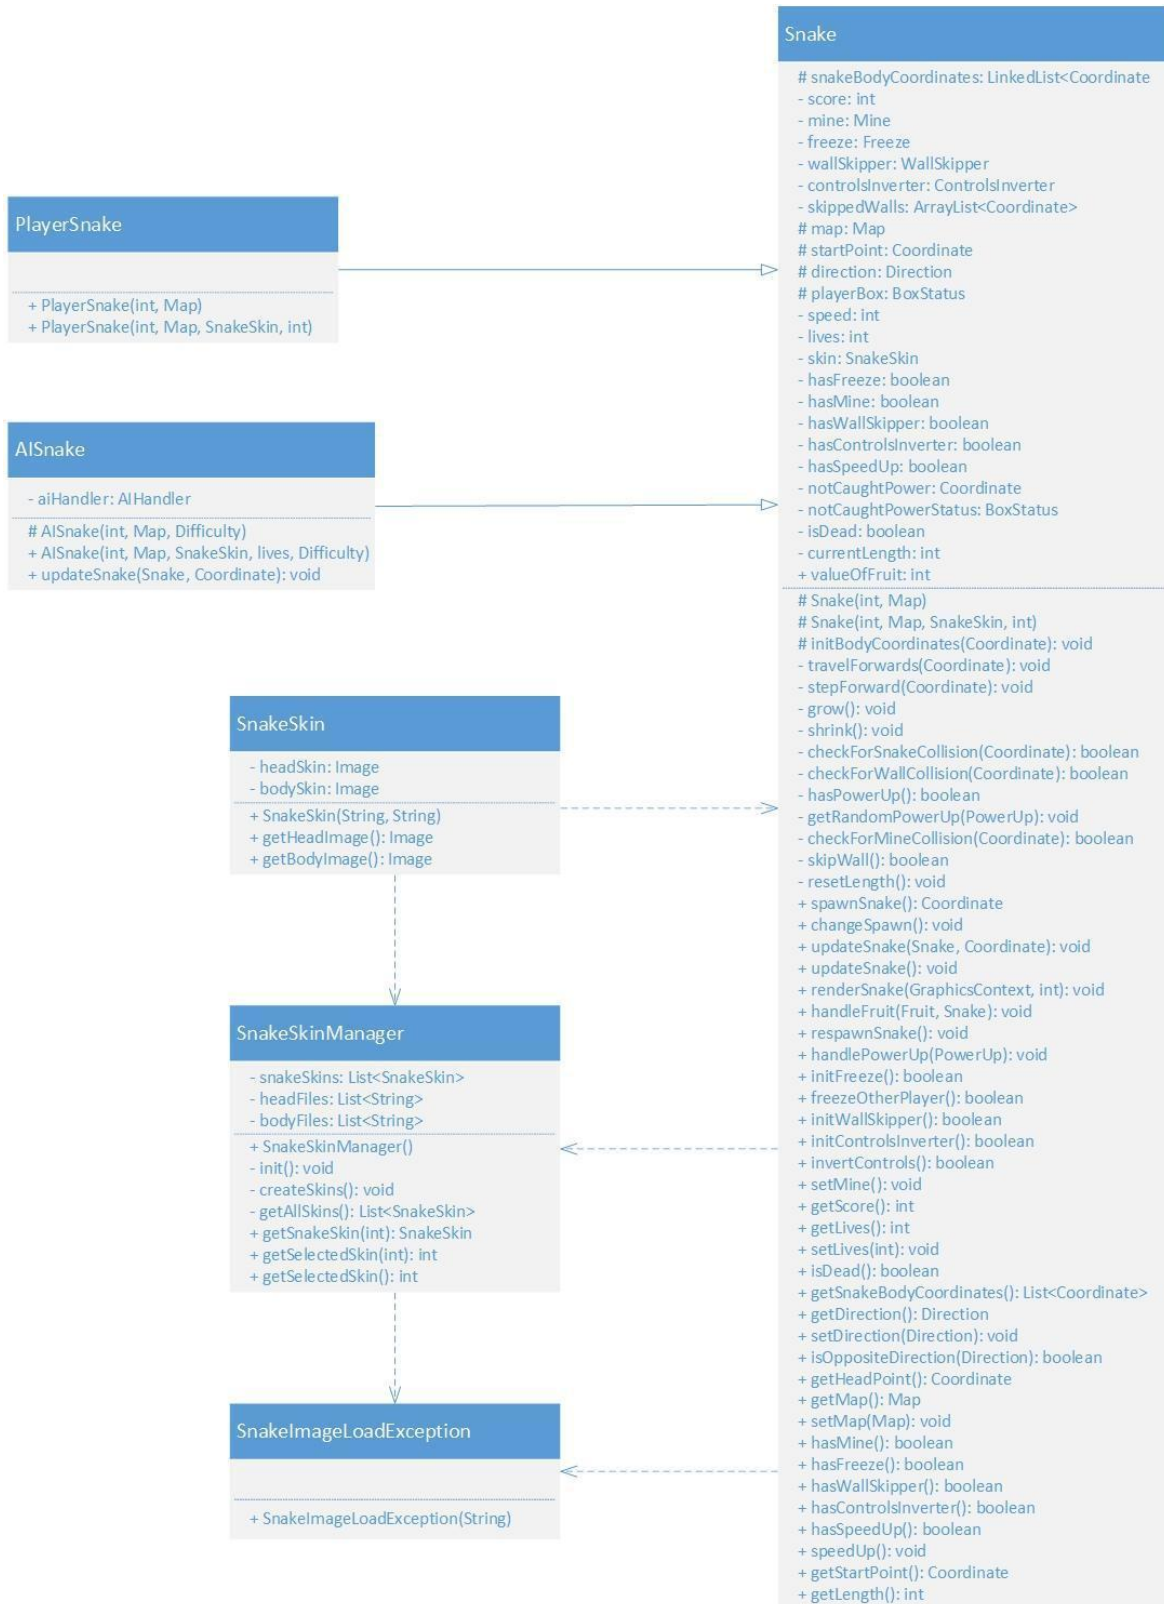 PlayerSnake
+ PlayerSnake(int, Map)
+ PlayerSnake(int, Map, SnakeSkin, int)
AISnake
- aiHandler: AIHandler
# AISnake(int, Map, Difficulty)
+ AISnake(int, Map, SnakeSkin, lives, Difficulty)
+ updateSnake(Snake, Coordinate): void
SnakeSkin
- headSkin: Image
- bodySkin: Image
+ SnakeSkin(String, String)
+ getHeadImage(): Image
+ getBodyImage(): Image
SnakeSkinManager
- snakeSkins: List<SnakeSkin>
- headFiles: List<String>
- bodyFiles: List<String>
+ SnakeSkinManager()
- init(): void
- createSkins(): void
- getAllSkins(): List<SnakeSkin>
+ getSnakeSkin(int): SnakeSkin
+ getSelectedSkin(int): int
+ getSelectedSkin(): int
SnakeImageLoadException
+ SnakeImageLoadException(String)
Snake
# snakeBodyCoordinates: LinkedList<Coordinate
- score: int
- mine: Mine
- freeze: Freeze
- wallSkipper: WallSkipper
- controlsInverter: ControlsInverter
- skippedWalls: ArrayList<Coordinate>
# map: Map
# startPoint: Coordinate
# direction: Direction
# playerBox: BoxStatus
- speed: int
- lives: int
- skin: SnakeSkin
- hasFreeze: boolean
- hasMine: boolean
- hasWallSkipper: boolean
- hasControlsInverter: boolean
- hasSpeedUp: boolean
- notCaughtPower: Coordinate
- notCaughtPowerStatus: BoxStatus
- isDead: boolean
- currentLength: int
+ valueOfFruit: int
# Snake(int, Map)
# Snake(int, Map, SnakeSkin, int)
# initBodyCoordinates(Coordinate): void
- travelForwards(Coordinate): void
- stepForward(Coordinate): void
- grow(): void
- shrink(): void
- checkForSnakeCollision(Coordinate): boolean
- checkForWallCollision(Coordinate): boolean
- hasPowerUp(): boolean
- getRandomPowerUp(PowerUp): void
- checkForMineCollision(Coordinate): boolean
- skipWall(): boolean
- resetLength(): void
+ spawnSnake(): Coordinate
+ changeSpawn(): void
+ updateSnake(Snake, Coordinate): void
+ updateSnake(): void
+ renderSnake(GraphicsContext, int): void
+ handleFruit(Fruit, Snake): void
+ respawnSnake(): void
+ handlePowerUp(PowerUp): void
+ initFreeze(): boolean
+ freezeOtherPlayer(): boolean
+ initWallSkipper(): boolean
+ initControlsInverter(): boolean
+ invertControls(): boolean
+ setMine(): void
+ getScore(): int
+ getLives(): int
+ setLives(int): void
+ isDead(): boolean
+ getSnakeBodyCoordinates(): List<Coordinate>
+ getDirection(): Direction
+ setDirection(Direction): void
+ isOppositeDirection(Direction): boolean
+ getHeadPoint(): Coordinate
+ getMap(): Map
+ setMap(Map): void
+ hasMine(): boolean
+ hasFreeze(): boolean
+ hasWallSkipper(): boolean
+ hasControlsInverter(): boolean
+ hasSpeedUp(): boolean
+ speedUp(): void
+ getStartPoint(): Coordinate
+ getLength(): int